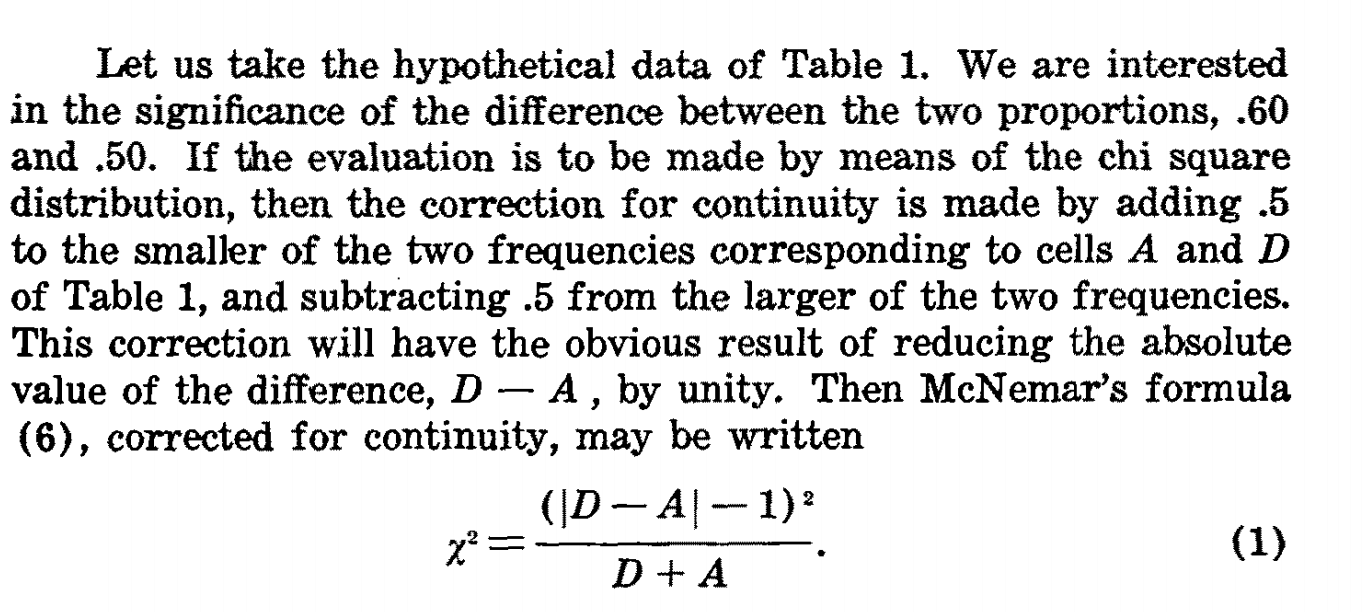 Let us take the hypothetical data of Table 1. We are interested
in the significance of the difference between the two proportions, .60
and .50. If the evaluation is to be made by means of the chi square
distribution, then the correction for continuity is made by adding .5
to the smaller of the two frequencies corresponding to cells A and D
of Table 1, and subtracting .5 from the larger of the two frequencies.
This correction will have the obvious result of reducing the absolute
value of the difference, D — A , by unity. Then McNemar's formula
(6), corrected for continuity, may be written
χ² = (|D — A| — 1)² / D + A . (1)